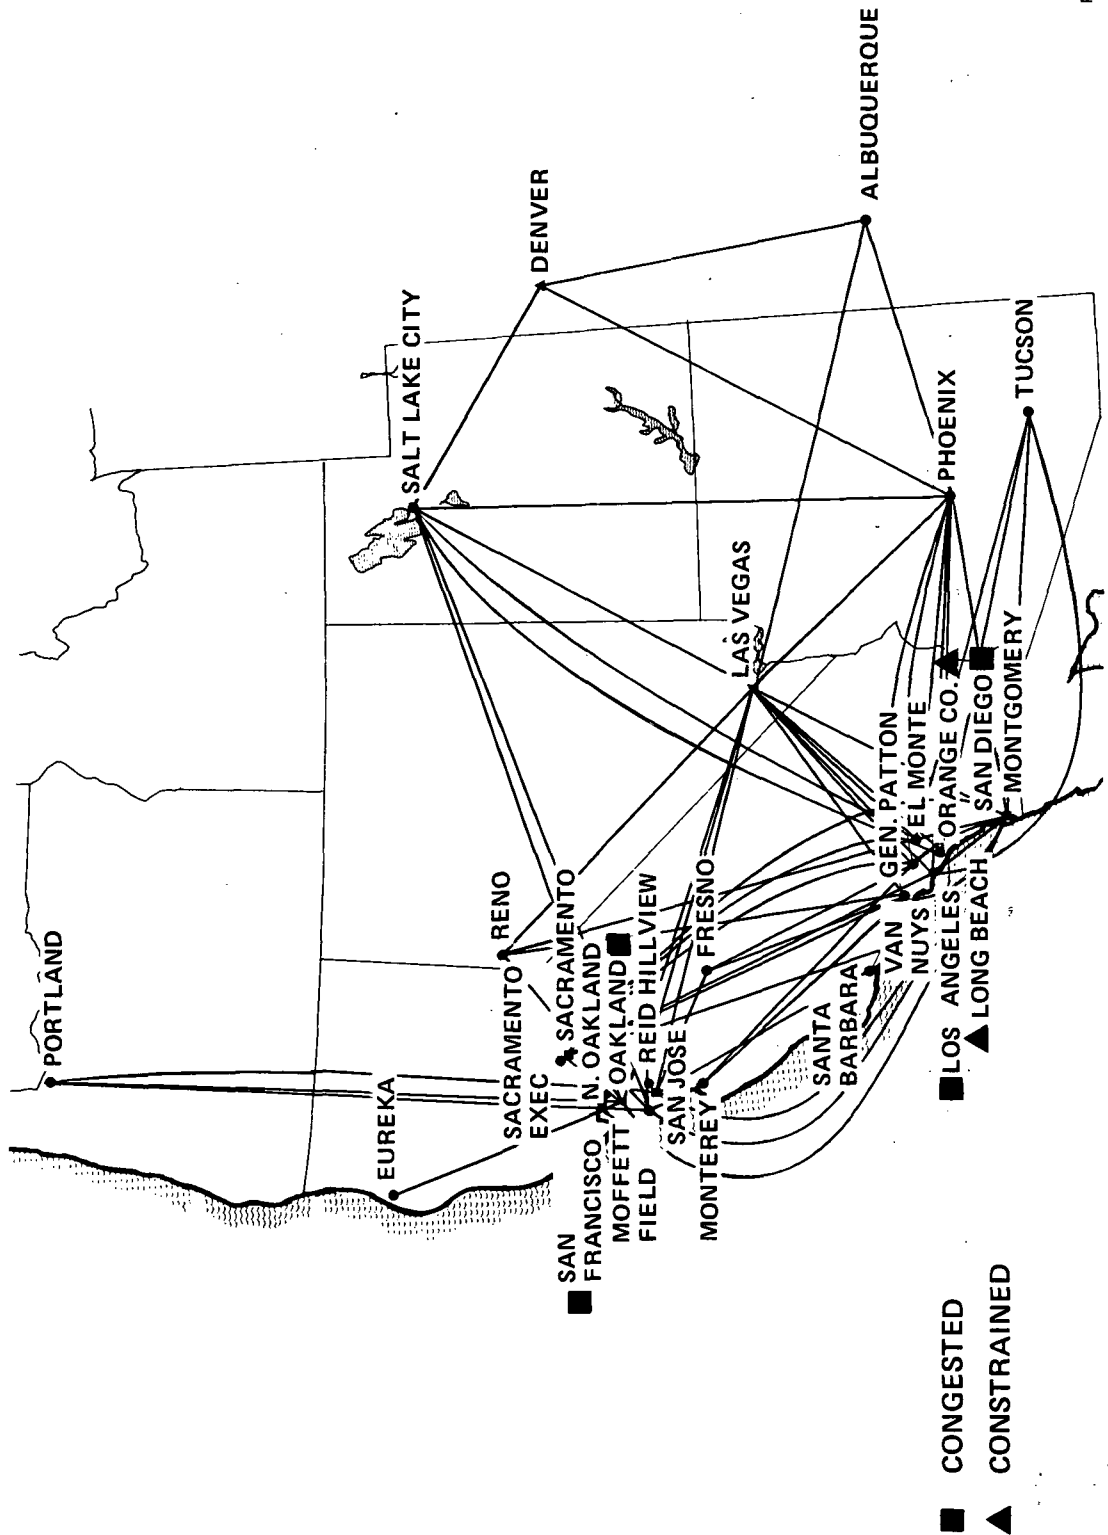 PORTLAND
EUREKA
SACRAMENTO
EXEC
RENO
SACRAMENTO
N. OAKLAND
OAKLAND
REID HILLVIEW
SAN
FRANCISCO
MOFFETT
FIELD
SAN JOSE
MONTEREY
FRESNO
SALT LAKE CITY
DENVER
LAS VEGAS
ALBUQUERQUE
PHOENIX
TUCSON
SANTA
BARBARA
VAN
NUYS
GEN. PATTON
EL MONTE
ORANGE CO.
SAN DIEGO
MONTGOMERY
LOS ANGELES
LONG BEACH
CONGESTED
CONSTRAINED